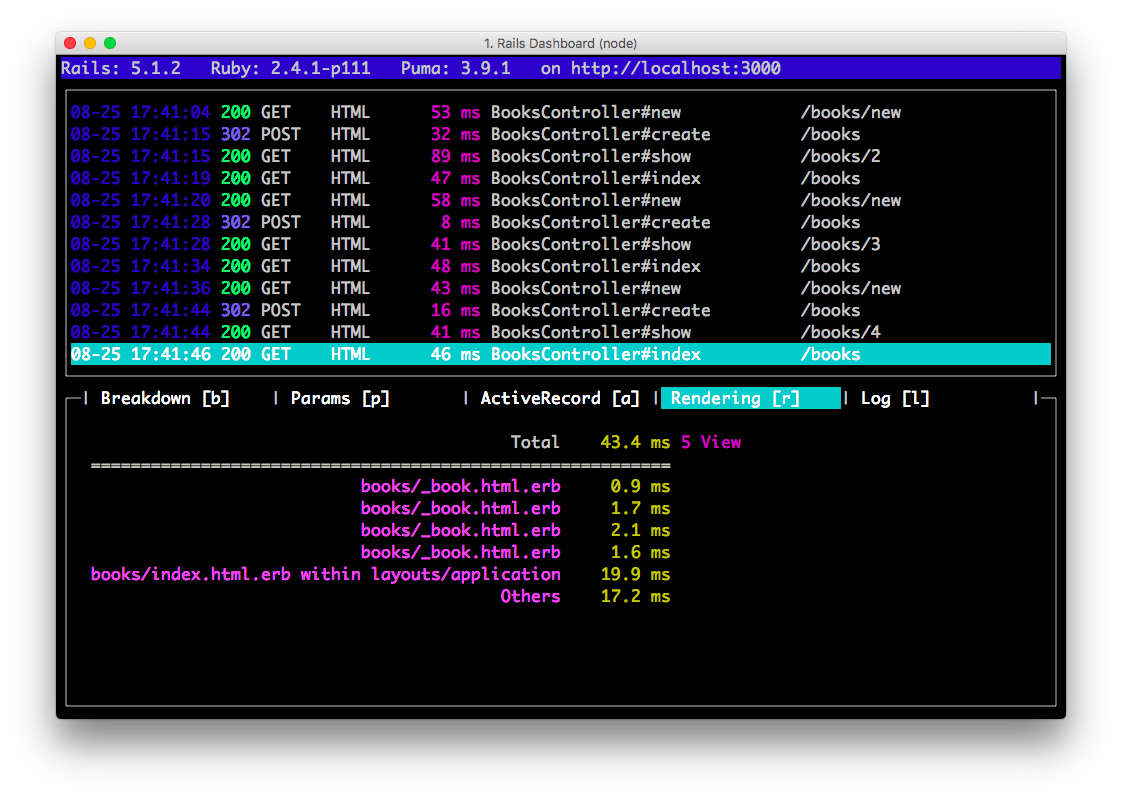 1. Rails Dashboard (node)
Rails: 5.1.2 Ruby: 2.4.1-p111 Puma: 3.9.1 on http://localhost:3000
08-25 17:41:04 200 GET HTML 53 ms BooksController#new /books/new
08-25 17:41:15 302 POST HTML 32 ms BooksController#create /books
08-25 17:41:15 200 GET HTML 89 ms BooksController#show /books/2
08-25 17:41:19 200 GET HTML 47 ms BooksController#index /books
08-25 17:41:20 200 GET HTML 58 ms BooksController#new /books/new
08-25 17:41:28 302 POST HTML 8 ms BooksController#create /books
08-25 17:41:28 200 GET HTML 41 ms BooksController#show /books/3
08-25 17:41:34 200 GET HTML 48 ms BooksController#index /books
08-25 17:41:36 200 GET HTML 43 ms BooksController#new /books/new
08-25 17:41:44 302 POST HTML 16 ms BooksController#create /books
08-25 17:41:44 200 GET HTML 41 ms BooksController#show /books/4
08-25 17:41:46 200 GET HTML 46 ms BooksController#index /books
| Breakdown [b] | Params [p] | ActiveRecord [a] | Rendering [r] | Log [l] |
Total 43.4 ms 5 View
==========================================================
books/_book.html.erb 0.9 ms
books/_book.html.erb 1.7 ms
books/_book.html.erb 2.1 ms
books/_book.html.erb 1.6 ms
books/index.html.erb within layouts/application 19.9 ms
Others 17.2 ms